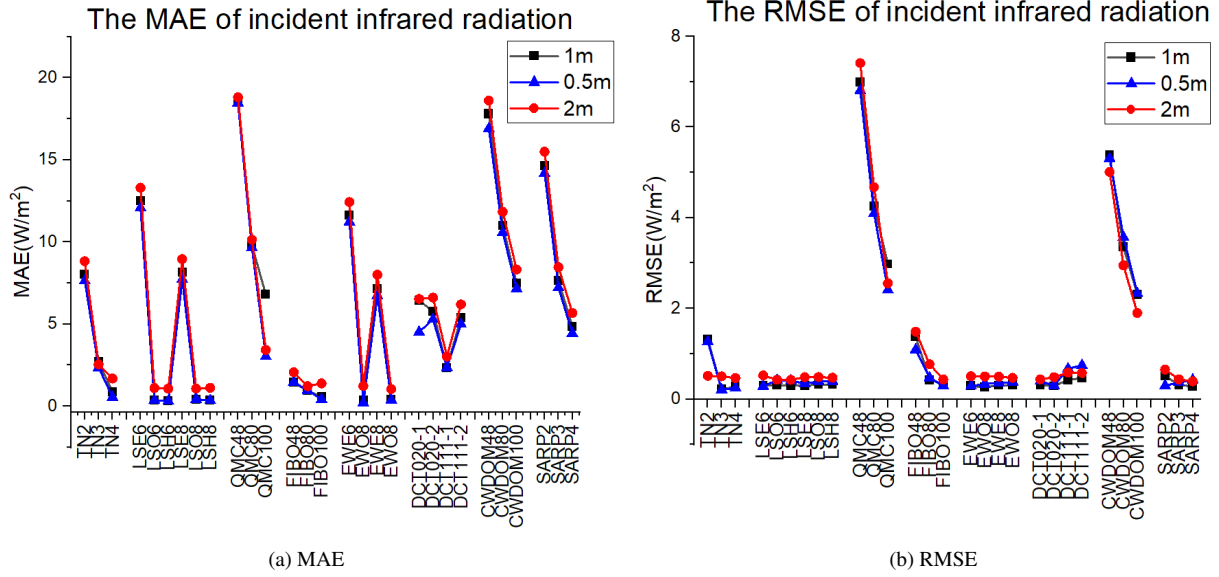 The MAE of incident infrared radiation
1m
0.5m
2m
20
15
10
5
0
MAE(W/m²)
TN2
TN3
TN4
LSE6
LSO6
LSH6
LSE8
LSO8
LSH8
QMC48
QMC80
QMC100
FIBO48
FIBO80
FIBO100
EWE6
EWO8
EWE8
EWO8
DCT020-1
DCT020-2
DCT111-1
DCT111-2
CWDOM48
CWDOM80
CWDOM100
SARP2
SARP3
SARP4
(a) MAE
The RMSE of incident infrared radiation
1m
0.5m
2m
8
6
4
2
0
RMSE(W/m²)
TN2
TN3
TN4
LSE6
LSO6
LSH6
LSE8
LSO8
LSH8
QMC48
QMC80
QMC100
FIBO48
FIBO80
FIBO100
EWE6
EWO8
EWE8
EWO8
DCT020-1
DCT020-2
DCT111-1
DCT111-2
CWDOM48
CWDOM80
CWDOM100
SARP2
SARP3
SARP4
(b) RMSE